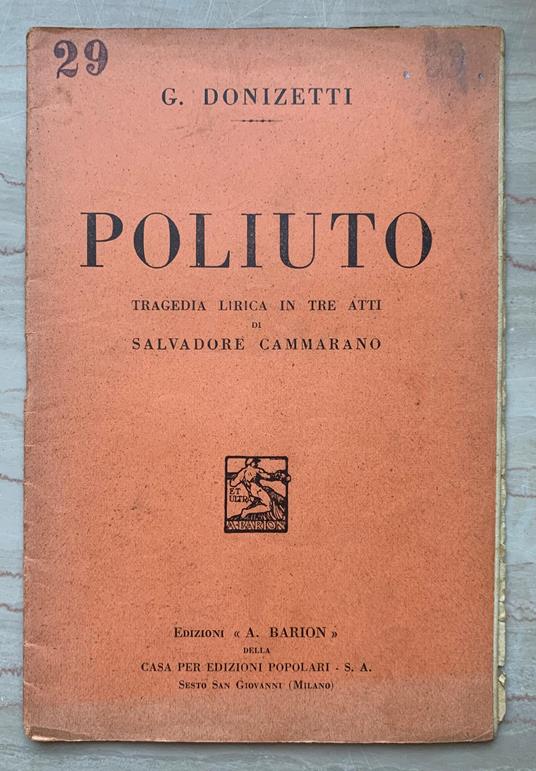 29
G. DONIZETTI
POLIUTO
TRAGEDIA LIRICA IN TRE ATTI
DI
SALVADORE CAMMARANO
ET
ULTRA
A·BARION
EDIZIONI « A. BARION »
DELLA
CASA PER EDIZIONI POPOLARI - S. A.
SESTO SAN GIOVANNI (MILANO)